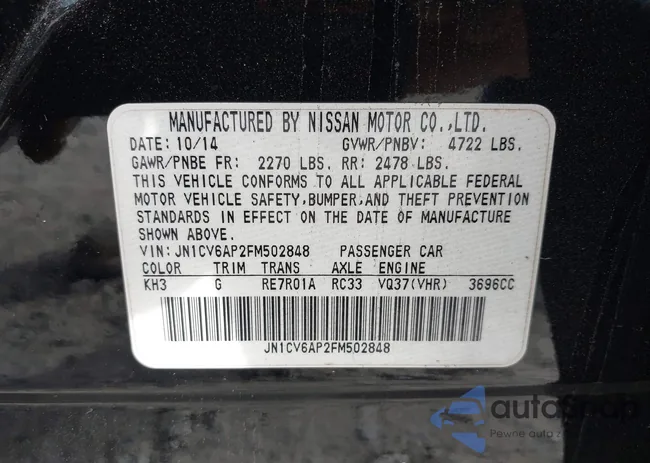 MANUFACTURED BY NISSAN MOTOR CO.,LTD.
DATE: 10/14 GVWR/PNBV: 4722 LBS.
GAWR/PNBE FR: 2270 LBS. RR: 2478 LBS.
THIS VEHICLE CONFORMS TO ALL APPLICABLE FEDERAL
MOTOR VEHICLE SAFETY,BUMPER,AND THEFT PREVENTION
STANDARDS IN EFFECT ON THE DATE OF MANUFACTURE
SHOWN ABOVE.
VIN: JN1CV6AP2FM502848 PASSENGER CAR
COLOR TRIM TRANS AXLE ENGINE
KH3 G RE7R01A RC33 VQ37(VHR) 3696CC
JN1CV6AP2FM502848
autoSnap
Pewne auto z